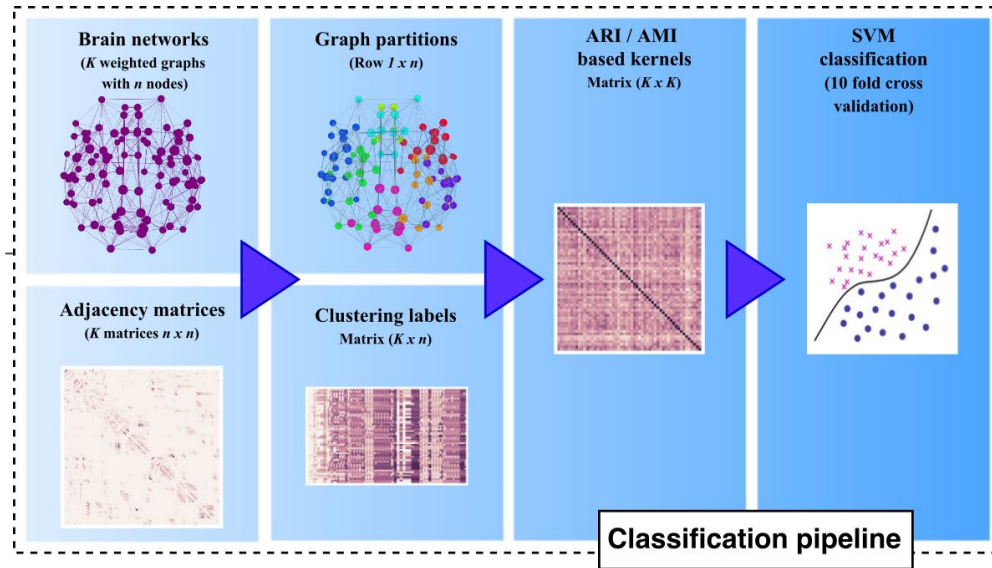 Brain networks
(K weighted graphs
with n nodes)
Adjacency matrices
(K matrices n x n)
Graph partitions
(Row 1 x n)
Clustering labels
Matrix (K x n)
ARI / AMI
based kernels
Matrix (K x K)
SVM
classification
(10 fold cross
validation)
Classification pipeline